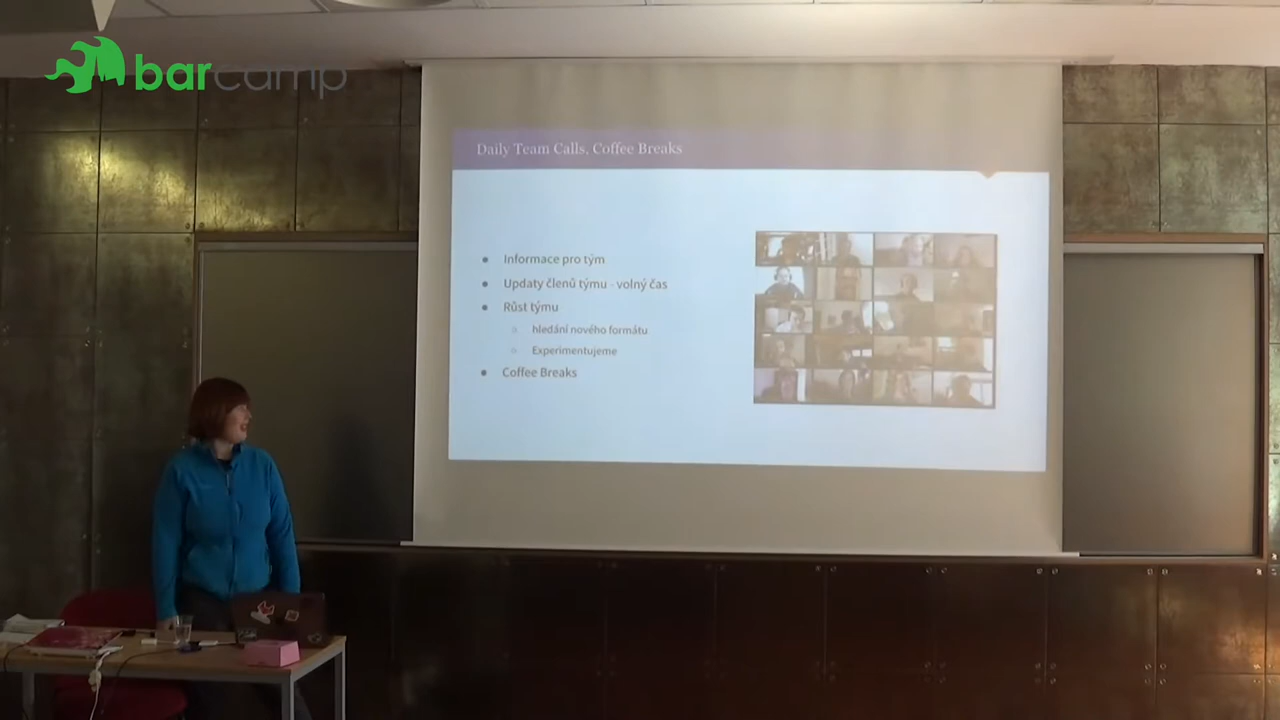 barcamp
Daily Team Calls, Coffee Breaks
Informace pro tým
Updaty členů týmu - volný čas
Růst týmu
hledání nového formátu
Experimentujeme
Coffee Breaks